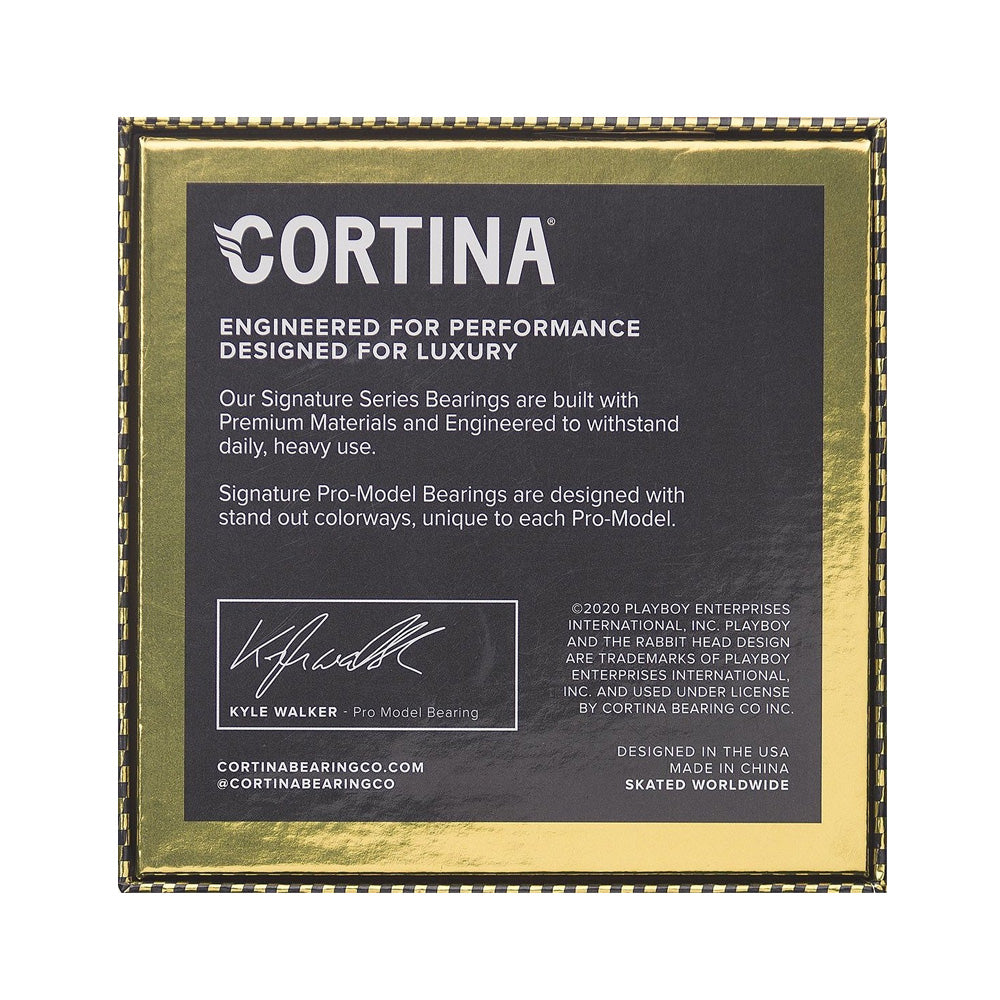 CORTINA®
ENGINEERED FOR PERFORMANCE
DESIGNED FOR LUXURY
Our Signature Series Bearings are built with
Premium Materials and Engineered to withstand
daily, heavy use.
Signature Pro-Model Bearings are designed with
stand out colorways, unique to each Pro-Model.
KYLE WALKER - Pro Model Bearing
CORTINABEARINGCO.COM
@CORTINABEARINGCO
©2020 PLAYBOY ENTERPRISES
INTERNATIONAL, INC. PLAYBOY
AND THE RABBIT HEAD DESIGN
ARE TRADEMARKS OF PLAYBOY
ENTERPRISES INTERNATIONAL,
INC. AND USED UNDER LICENSE
BY CORTINA BEARING CO INC.
DESIGNED IN THE USA
MADE IN CHINA
SKATED WORLDWIDE